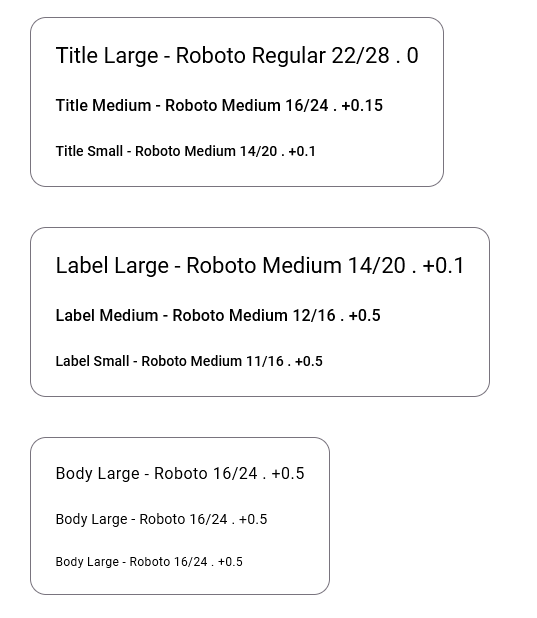 Title Large - Roboto Regular 22/28 . 0
Title Medium - Roboto Medium 16/24 . +0.15
Title Small - Roboto Medium 14/20 . +0.1
Label Large - Roboto Medium 14/20 . +0.1
Label Medium - Roboto Medium 12/16 . +0.5
Label Small - Roboto Medium 11/16 . +0.5
Body Large - Roboto 16/24 . +0.5
Body Large - Roboto 16/24 . +0.5
Body Large - Roboto 16/24 . +0.5